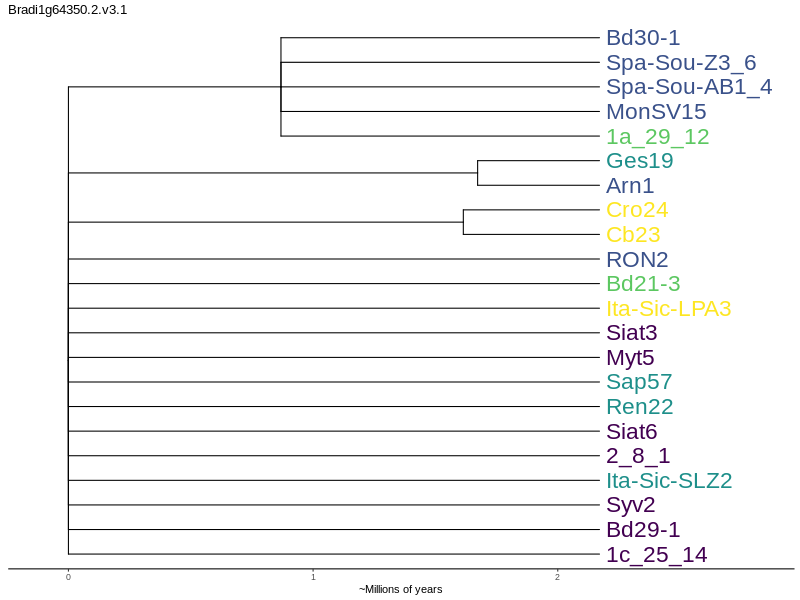 Bradi1g64350.2.v3.1
Bd30-1
Spa-Sou-Z3_6
Spa-Sou-AB1_4
MonSV15
1a_29_12
Ges19
Arn1
Cro24
Cb23
RON2
Bd21-3
Ita-Sic-LPA3
Siat3
Myt5
Sap57
Ren22
Siat6
2_8_1
Ita-Sic-SLZ2
Syv2
Bd29-1
1c_25_14
0 1 2
~Millions of years